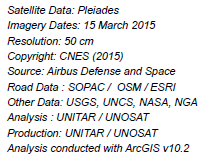 Satellite Data: Pleiades
Imagery Dates: 15 March 2015
Resolution: 50 cm
Copyright: CNES (2015)
Source: Airbus Defense and Space
Road Data : SOPAC /  OSM / ESRI
Other Data: USGS, UNCS, NASA, NGA
Analysis : UNITAR / UNOSAT
Production: UNITAR / UNOSAT
Analysis conducted with ArcGIS v10.2